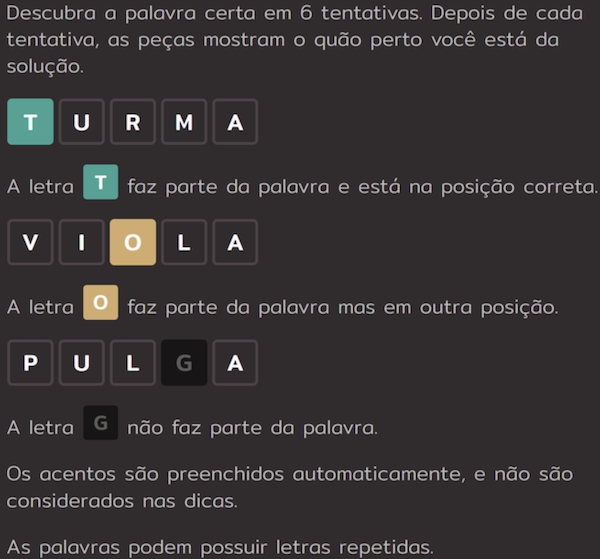 Descubra a palavra certa em 6 tentativas. Depois de cada
tentativa, as peças mostram o quão perto você está da
solução.
T U R M A
A letra T faz parte da palavra e está na posição correta.
V I O L A
A letra O faz parte da palavra mas em outra posição.
P U L G A
A letra G não faz parte da palavra.
Os acentos são preenchidos automaticamente, e não são
considerados nas dicas.
As palavras podem possuir letras repetidas.